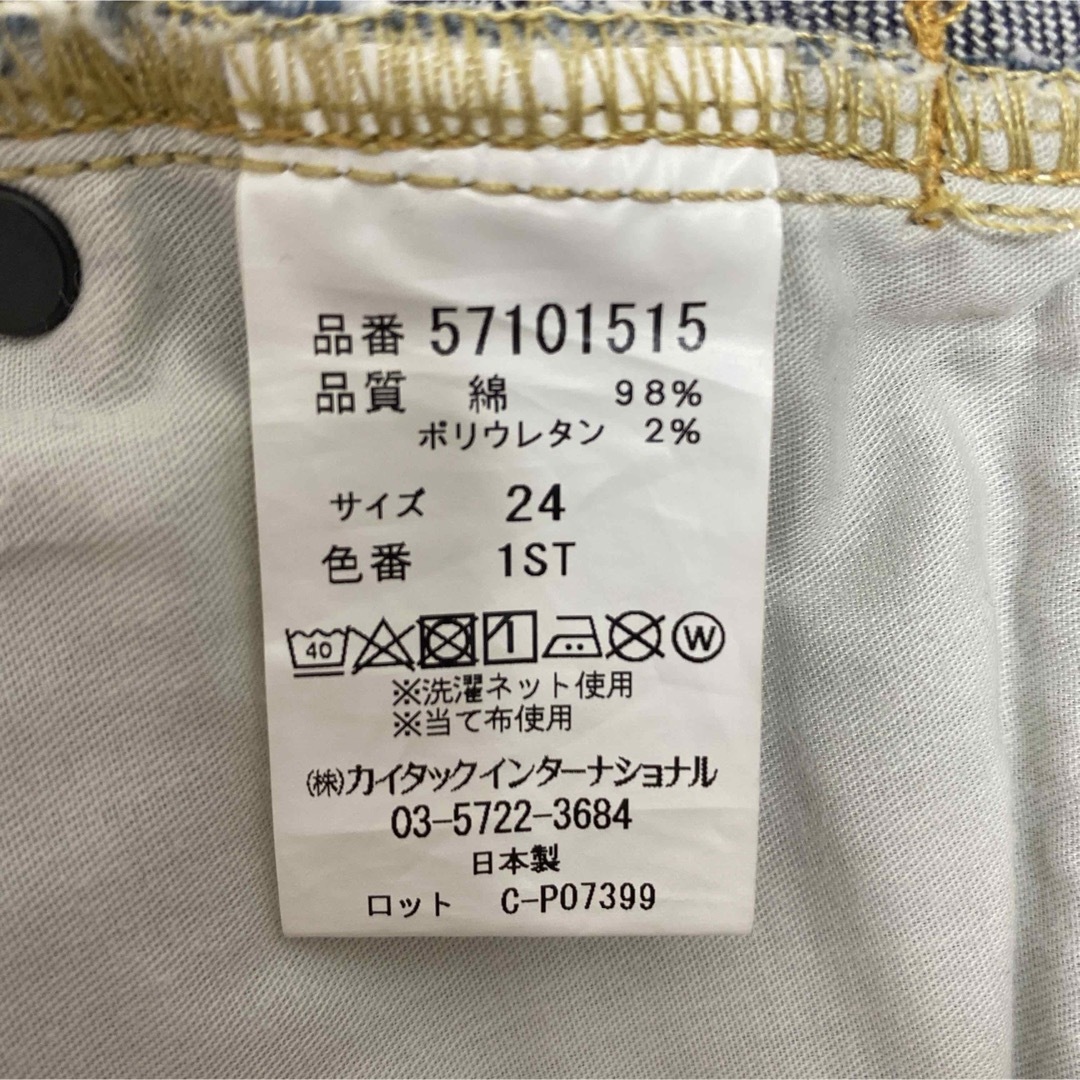 品番 57101515
品質 綿 98%
ポリウレタン 2%
サイズ 24
色番 1ST
40 W
※洗濯ネット使用
※当て布使用
(株)カイタックインターナショナル
03-5722-3684
日本製
ロット C-P07399